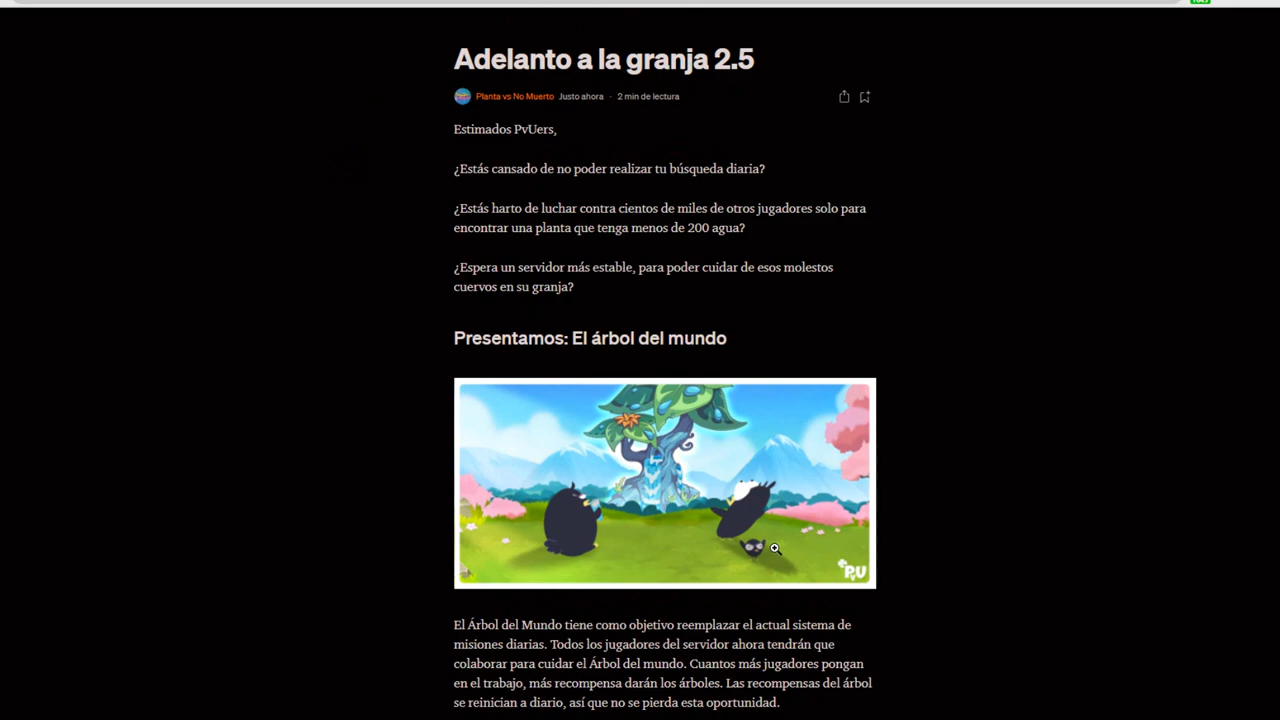 Adelanto a la granja 2.5
Planta vs No Muerto Justo ahora · 2 min de lectura
Estimados PvUers,
¿Estás cansado de no poder realizar tu búsqueda diaria?
¿Estás harto de luchar contra cientos de miles de otros jugadores solo para
encontrar una planta que tenga menos de 200 agua?
¿Espera un servidor más estable, para poder cuidar de esos molestos
cuervos en su granja?
Presentamos: El árbol del mundo
PvU
El Árbol del Mundo tiene como objetivo reemplazar el actual sistema de
misiones diarias. Todos los jugadores del servidor ahora tendrán que
colaborar para cuidar el Árbol del mundo. Cuantos más jugadores pongan
en el trabajo, más recompensa darán los árboles. Las recompensas del árbol
se reinician a diario, así que no se pierda esta oportunidad.